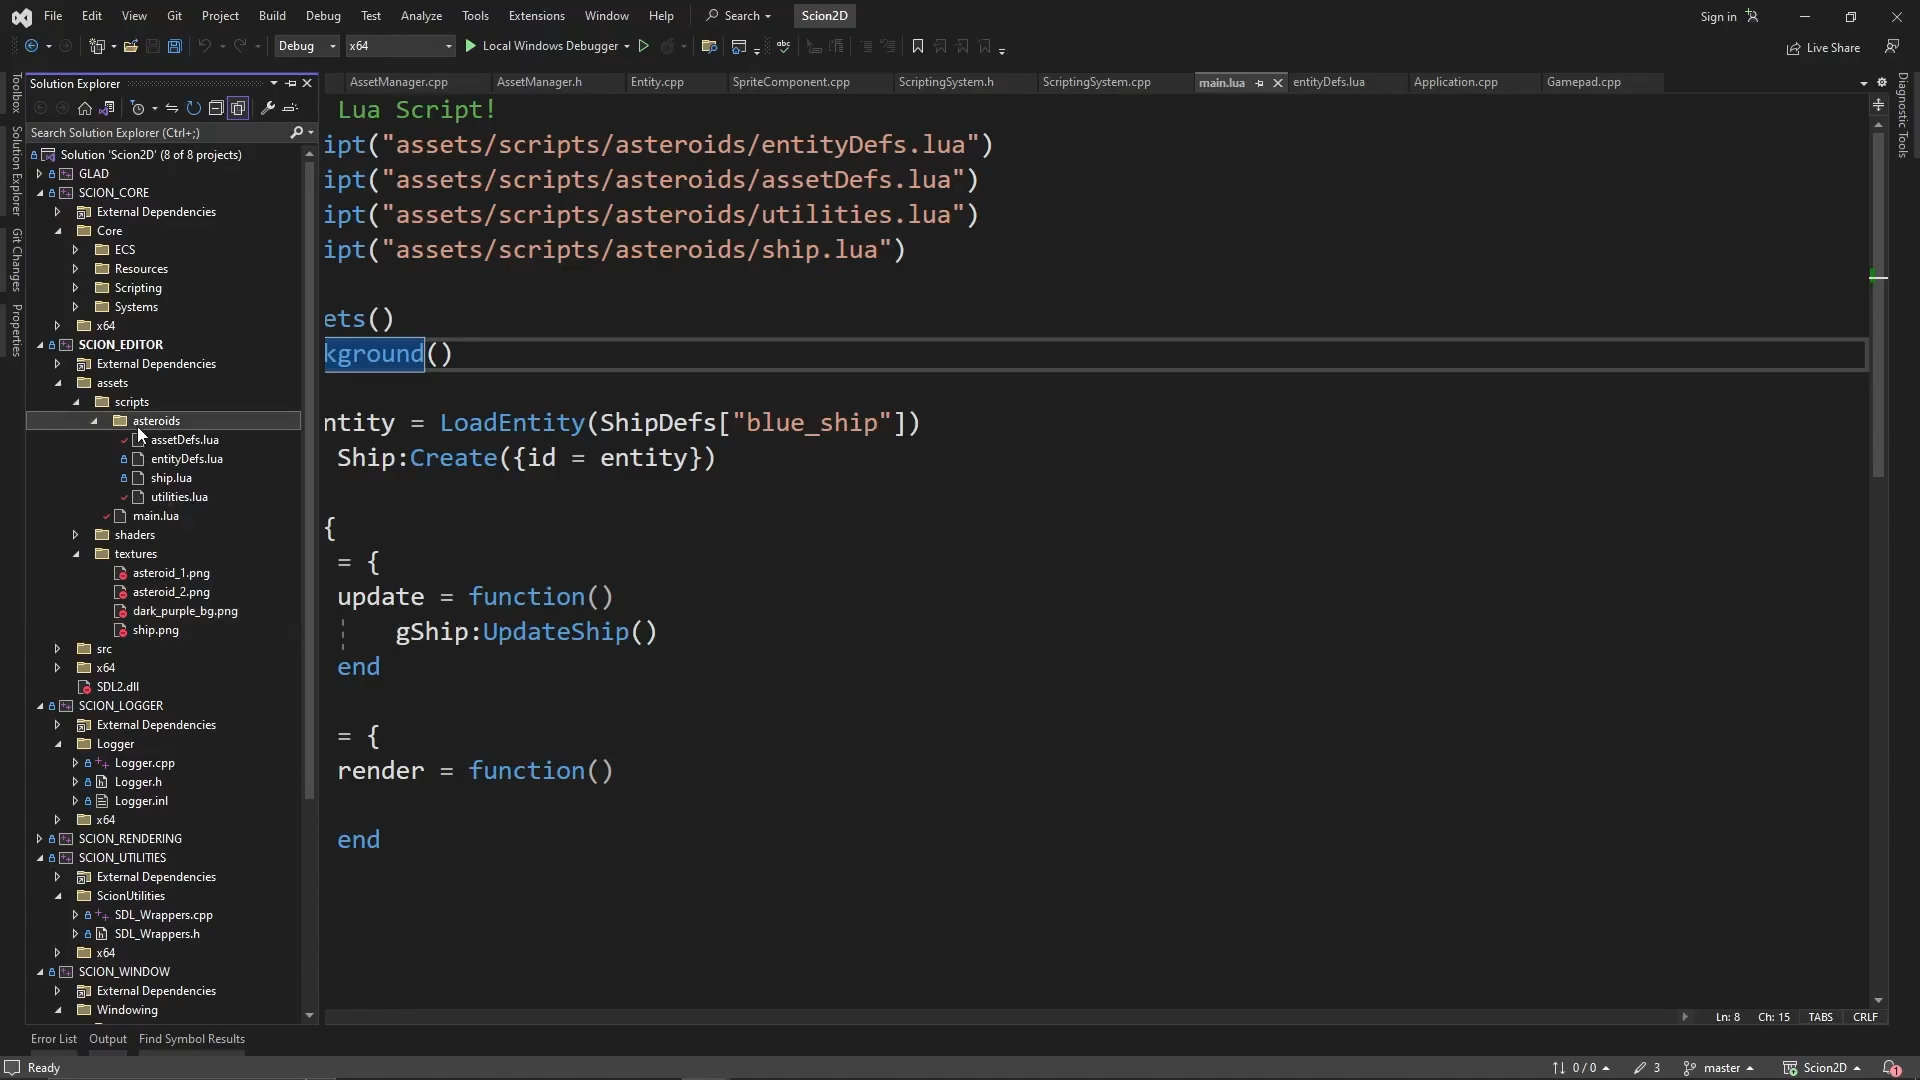 File Edit View Git Project Build Debug Test Analyze Tools Extensions Window Help Search Scion2D Sign in
Debug x64 Local Windows Debugger Live Share
Toolbox
Solution Explorer
Git Changes
Properties
Solution Explorer
Search Solution Explorer (Ctrl+;)
Solution 'Scion2D' (8 of 8 projects)
GLAD
SCION_CORE
External Dependencies
Core
ECS
Resources
Scripting
Systems
x64
SCION_EDITOR
External Dependencies
assets
scripts
asteroids
assetDefs.lua
entityDefs.lua
ship.lua
utilities.lua
main.lua
shaders
textures
asteroid_1.png
asteroid_2.png
dark_purple_bg.png
ship.png
src
x64
SDL2.dll
SCION_LOGGER
External Dependencies
Logger
Logger.cpp
Logger.h
Logger.inl
x64
SCION_RENDERING
SCION_UTILITIES
External Dependencies
ScionUtilities
SDL_Wrappers.cpp
SDL_Wrappers.h
x64
SCION_WINDOW
External Dependencies
Windowing
AssetManager.cpp AssetManager.h Entity.cpp SpriteComponent.cpp ScriptingSystem.h ScriptingSystem.cpp main.lua entityDefs.lua Application.cpp Gamepad.cpp
Lua Script!
ipt("assets/scripts/asteroids/entityDefs.lua")
ipt("assets/scripts/asteroids/assetDefs.lua")
ipt("assets/scripts/asteroids/utilities.lua")
ipt("assets/scripts/asteroids/ship.lua")
ets()
kground()
ntity = LoadEntity(ShipDefs["blue_ship"])
Ship:Create({id = entity})
{
= {
update = function()
gShip:UpdateShip()
end
= {
render = function()
end
Diagnostic Tools
Ln: 8 Ch: 15 TABS CRLF
Error List Output Find Symbol Results
Ready 0 / 0 3 master Scion2D 1